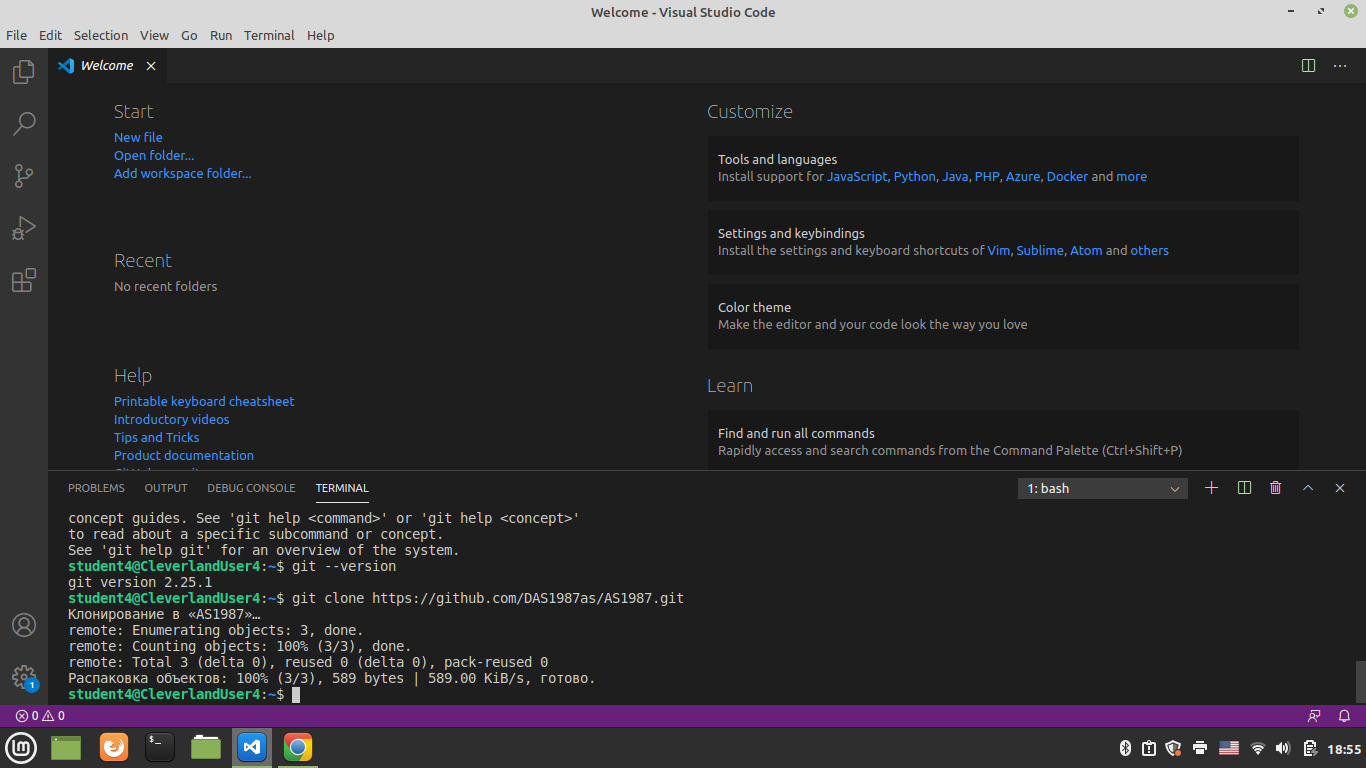 Welcome - Visual Studio Code
File Edit Selection View Go Run Terminal Help
Welcome
Start
New file
Open folder...
Add workspace folder...
Recent
No recent folders
Help
Printable keyboard cheatsheet
Introductory videos
Tips and Tricks
Product documentation
Customize
Tools and languages
Install support for JavaScript, Python, Java, PHP, Azure, Docker and more
Settings and keybindings
Install the settings and keyboard shortcuts of Vim, Sublime, Atom and others
Color theme
Make the editor and your code look the way you love
Learn
Find and run all commands
Rapidly access and search commands from the Command Palette (Ctrl+Shift+P)
PROBLEMS OUTPUT DEBUG CONSOLE TERMINAL
1: bash
concept guides. See 'git help <command>' or 'git help <concept>'
to read about a specific subcommand or concept.
See 'git help git' for an overview of the system.
student4@CleverlandUser4:~$ git --version
git version 2.25.1
student4@CleverlandUser4:~$ git clone https://github.com/DAS1987as/AS1987.git
Клонирование в «AS1987»…
remote: Enumerating objects: 3, done.
remote: Counting objects: 100% (3/3), done.
remote: Total 3 (delta 0), reused 0 (delta 0), pack-reused 0
Распаковка объектов: 100% (3/3), 589 bytes | 589.00 KiB/s, готово.
student4@CleverlandUser4:~$
1
0 0
$_
18:55